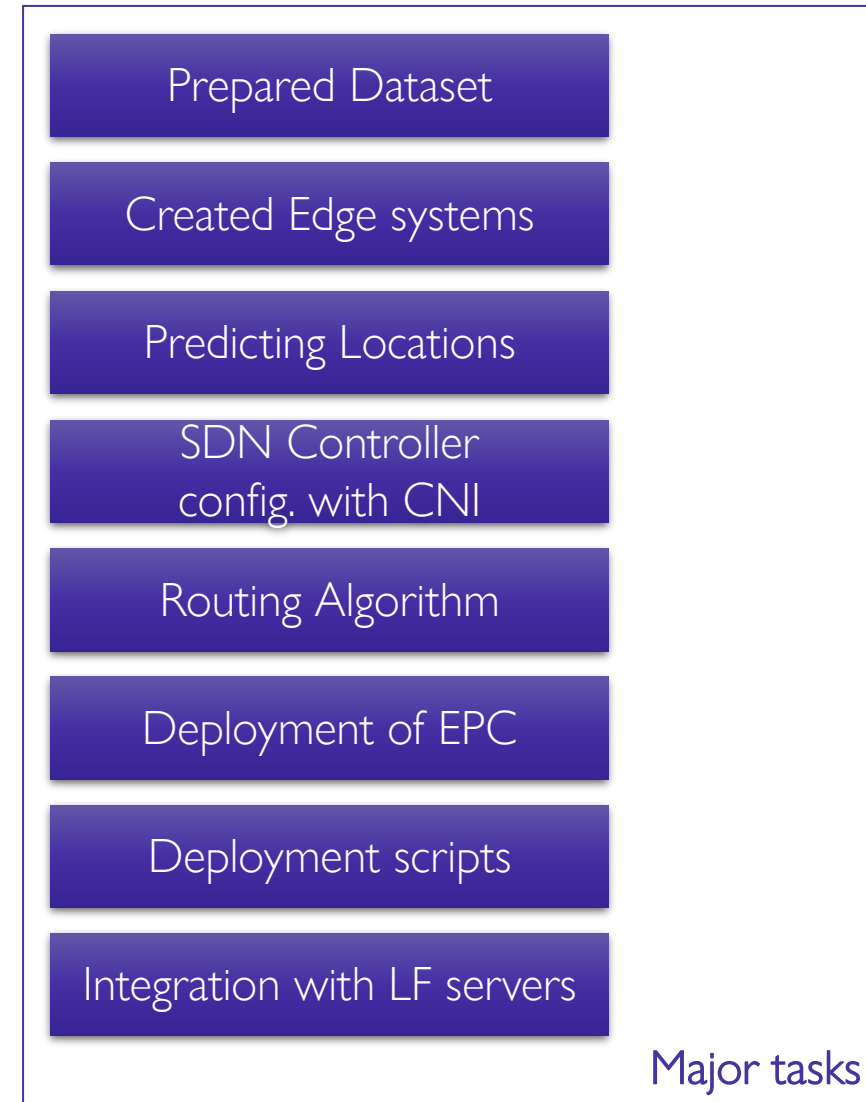 Prepared Dataset
Created Edge systems
Predicting Locations
SDN Controller
config. with CNI
Routing Algorithm
Deployment of EPC
Deployment scripts
Integration with LF servers
Major tasks